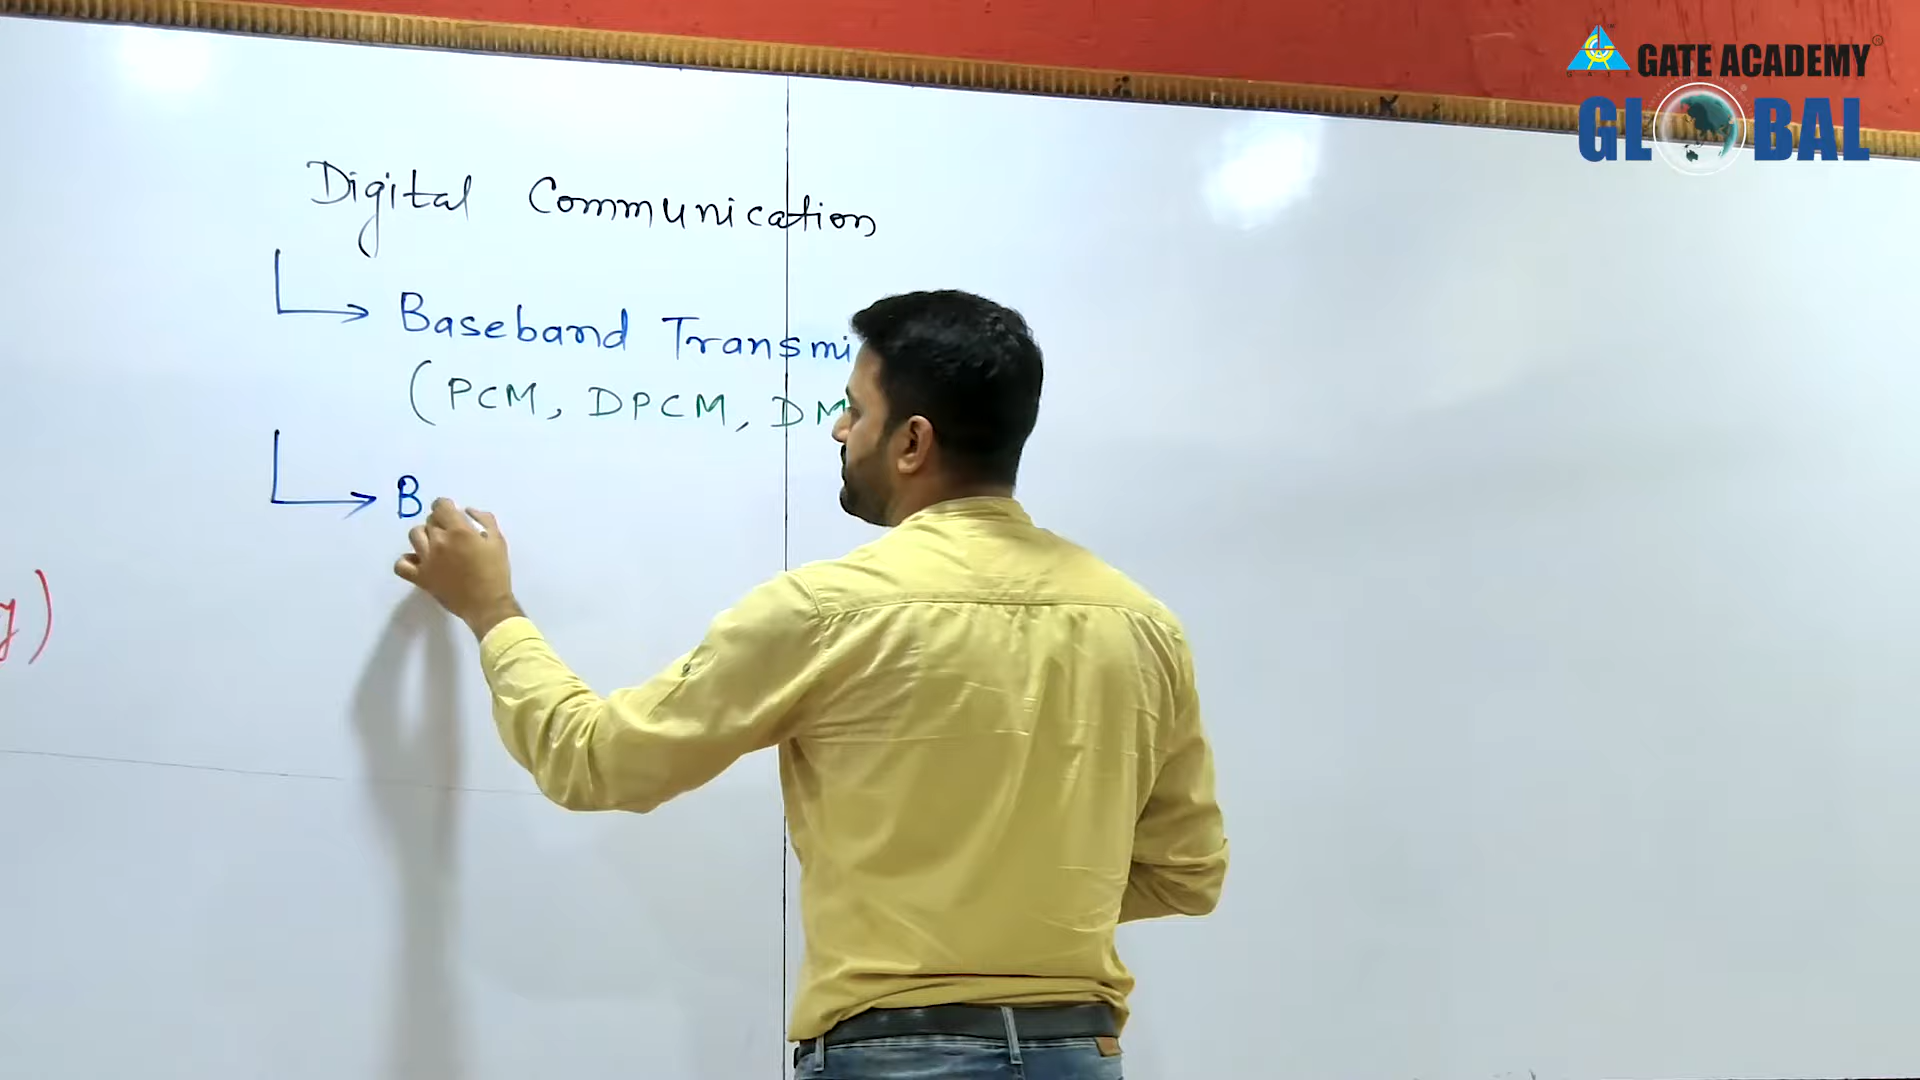 GATE ACADEMY
GLOBAL
Digital Communication
Baseband Transmi
(PCM, DPCM, DM
B
y)